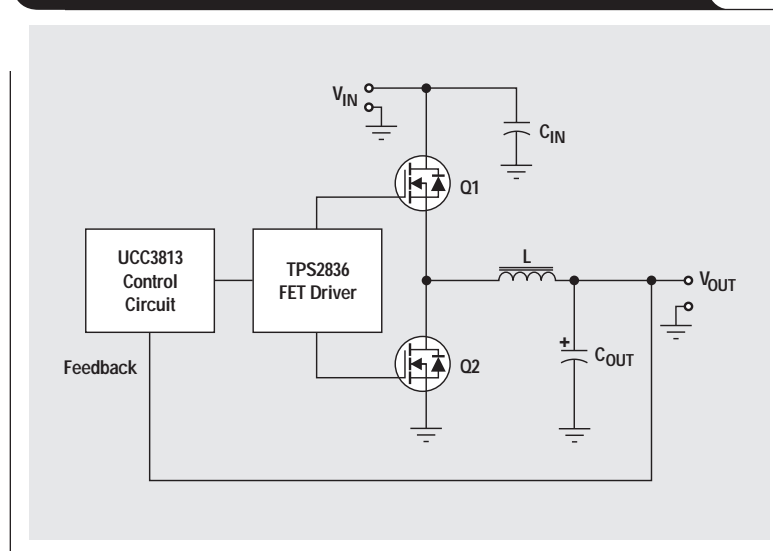 V_IN
C_IN
Q1
UCC3813
Control
Circuit
TPS2836
FET Driver
L
V_OUT
+
C_OUT
Q2
Feedback